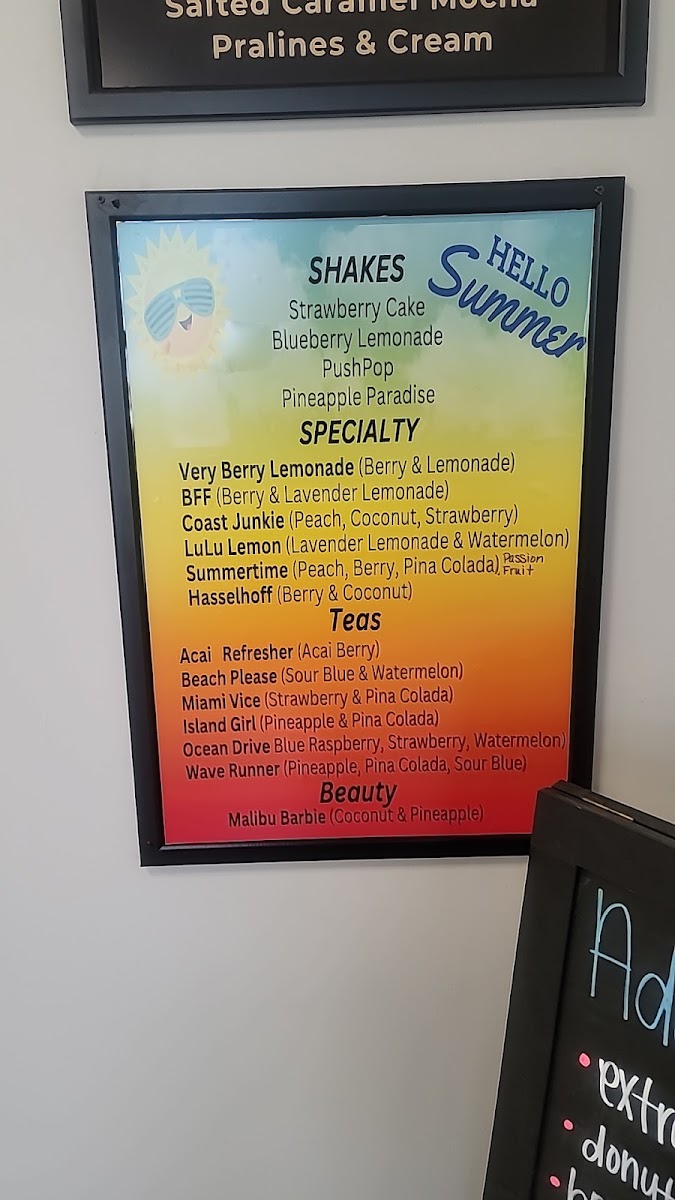 Salted Caramel Mocha
Pralines & Cream
HELLO
Summer
SHAKES
Strawberry Cake
Blueberry Lemonade
PushPop
Pineapple Paradise
SPECIALTY
Very Berry Lemonade (Berry & Lemonade)
BFF (Berry & Lavender Lemonade)
Coast Junkie (Peach, Coconut, Strawberry)
LuLu Lemon (Lavender Lemonade & Watermelon)
Summertime (Peach, Berry, Pina Colada), Passion Fruit
Hasselhoff (Berry & Coconut)
Teas
Acai Refresher (Acai Berry)
Beach Please (Sour Blue & Watermelon)
Miami Vice (Strawberry & Pina Colada)
Island Girl (Pineapple & Pina Colada)
Ocean Drive Blue Raspberry, Strawberry, Watermelon)
Wave Runner (Pineapple, Pina Colada, Sour Blue)
Beauty
Malibu Barbie (Coconut & Pineapple)
Ad
• extr
• donut